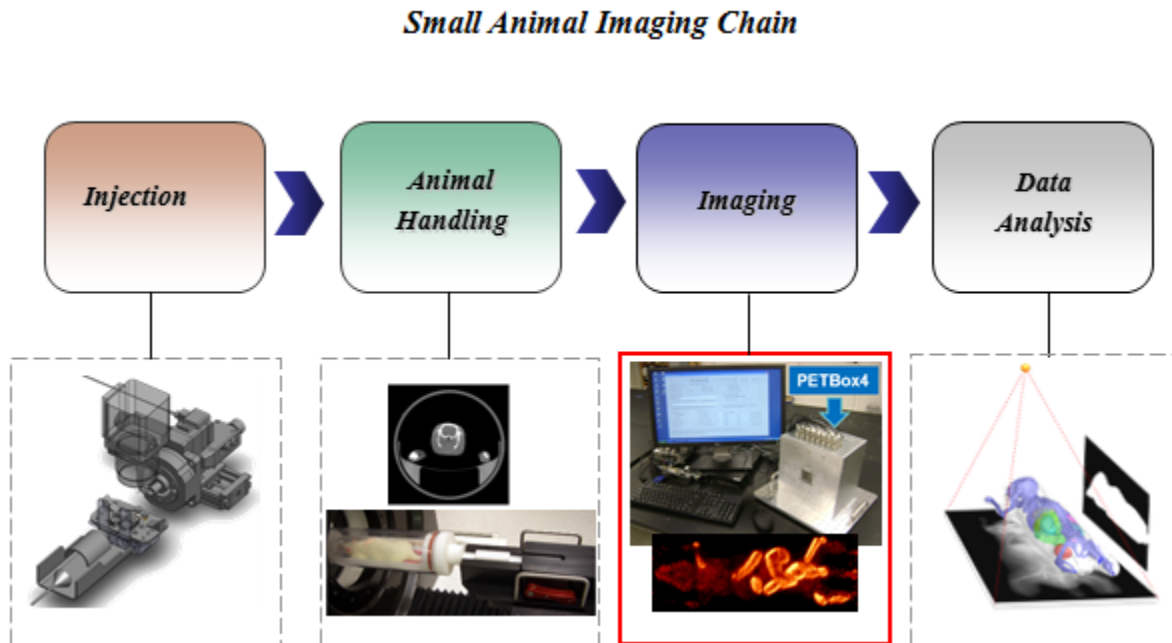 Small Animal Imaging Chain
Injection
Animal
Handling
Imaging
Data
Analysis
PETBox4